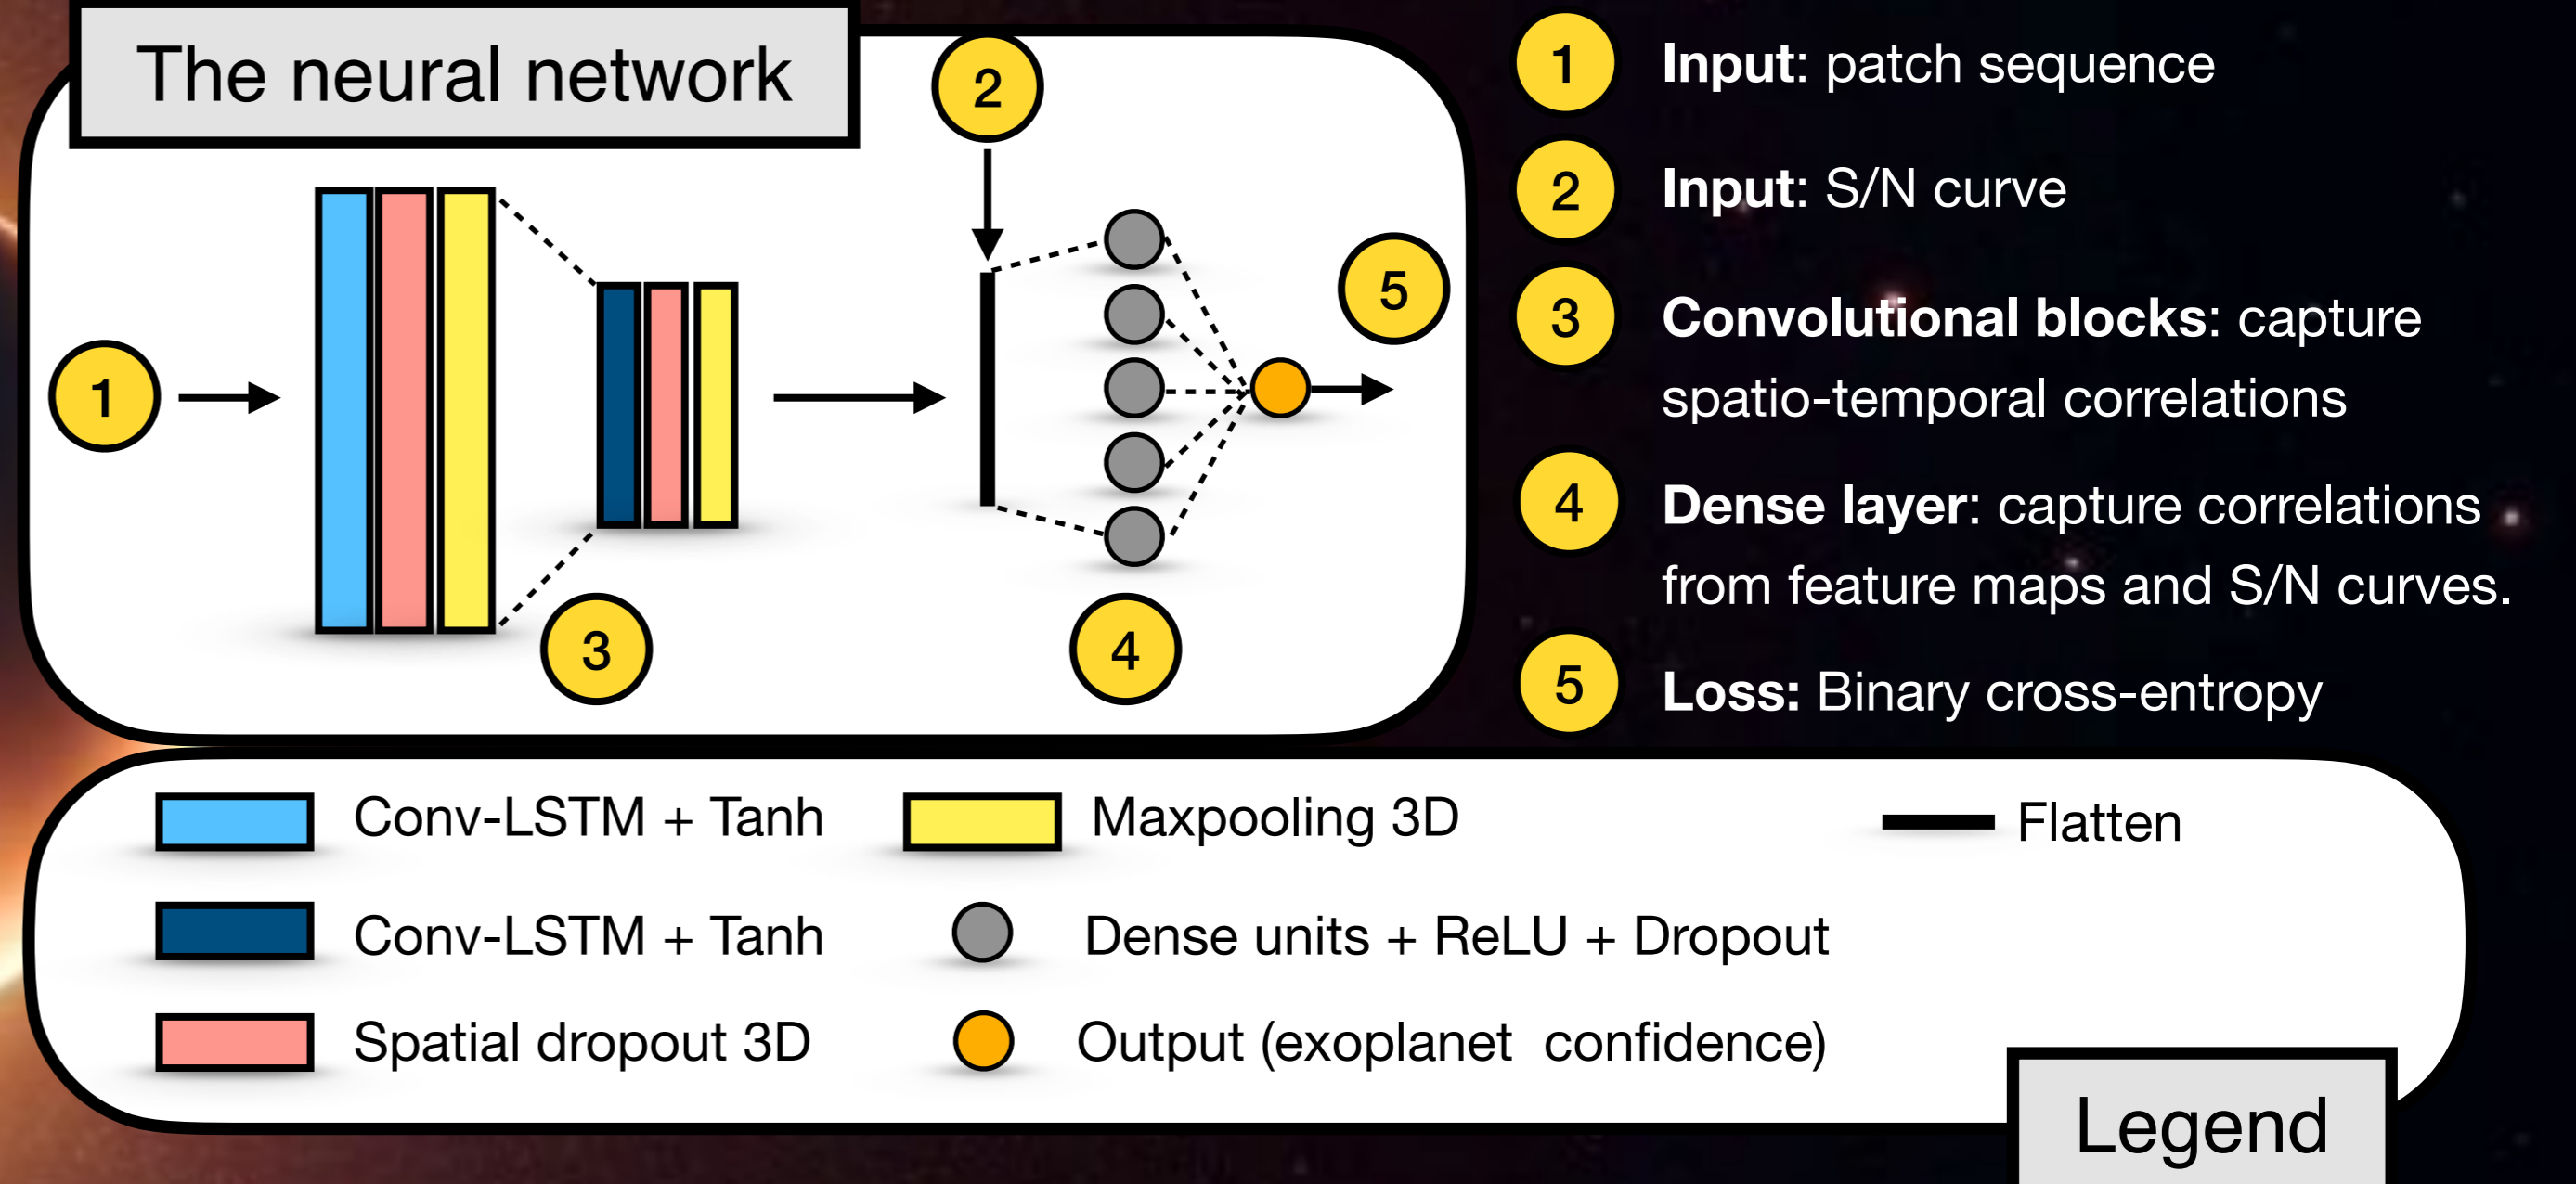 The neural network
1
2
3
4
5
1 Input: patch sequence
2 Input: S/N curve
3 Convolutional blocks: capture
spatio-temporal correlations
4 Dense layer: capture correlations
from feature maps and S/N curves.
5 Loss: Binary cross-entropy
Conv-LSTM + Tanh
Conv-LSTM + Tanh
Spatial dropout 3D
Maxpooling 3D
Dense units + ReLU + Dropout
Output (exoplanet confidence)
Flatten
Legend